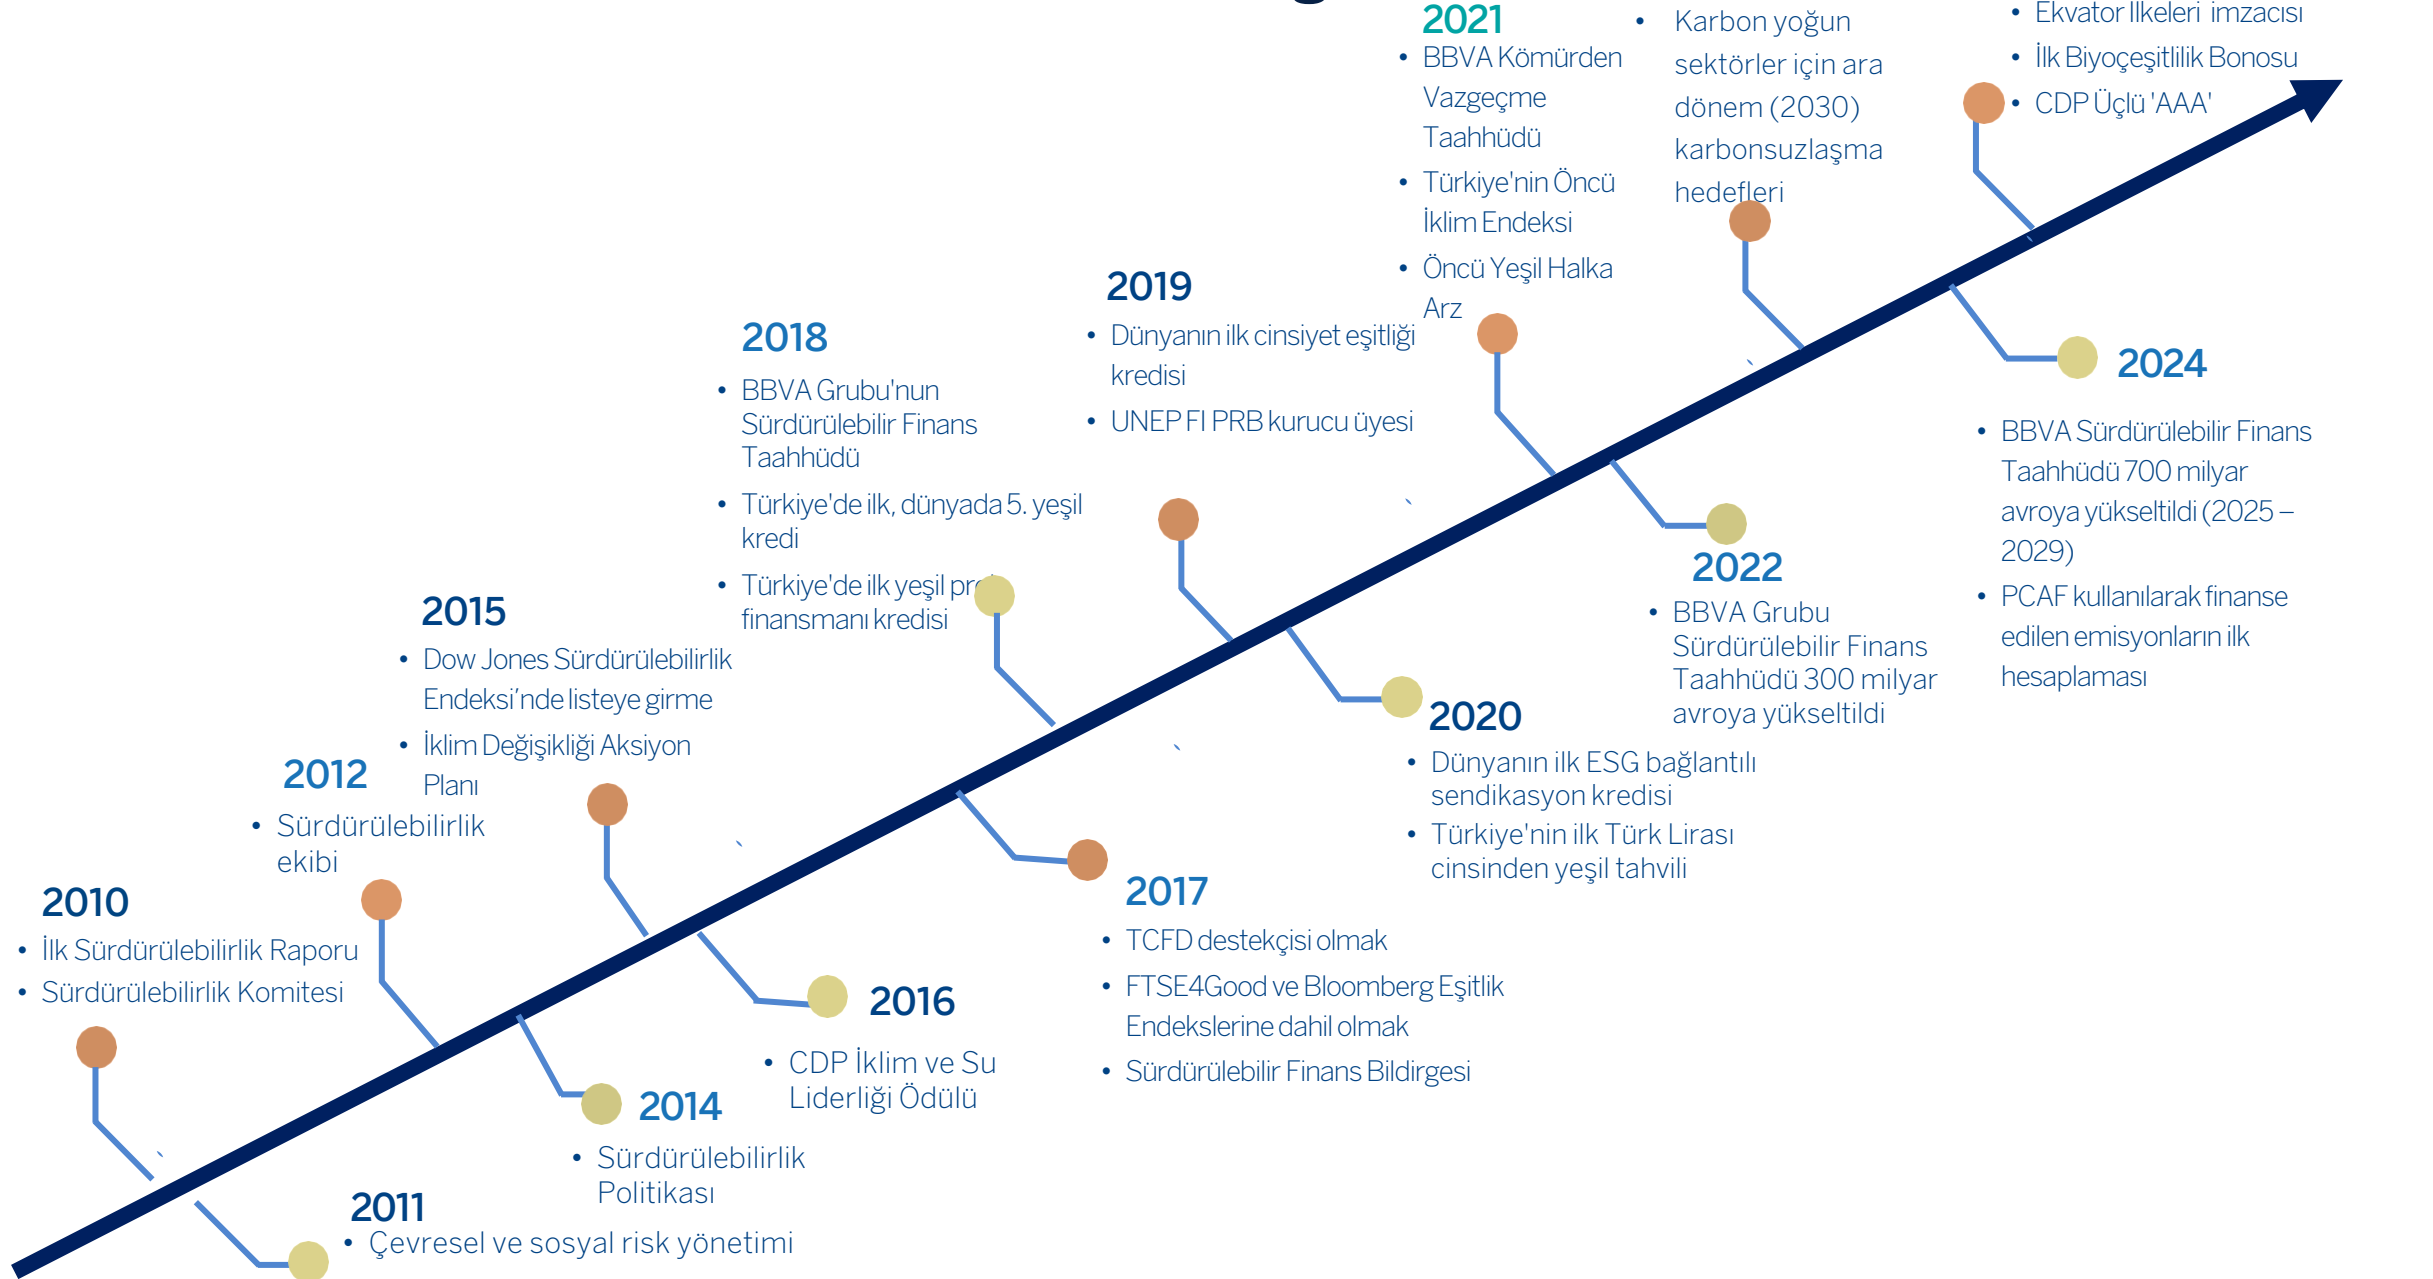 2021
• BBVA Kömürden
Vazgeçme
Taahhüdü
• Türkiye'nin Öncü
İklim Endeksi
• Öncü Yeşil Halka
Arz
• Karbon yoğun
sektörler için ara
dönem (2030)
karbonsuzlaşma
hedefleri
• Ekvator İlkeleri imzacısı
• İlk Biyoçeşitlilik Bonosu
• CDP Üçlü 'AAA'
2019
• Dünyanın ilk cinsiyet eşitliği
kredisi
• UNEP FI PRB kurucu üyesi
2018
• BBVA Grubu'nun
Sürdürülebilir Finans
Taahhüdü
• Türkiye'de ilk, dünyada 5. yeşil
kredi
• Türkiye'de ilk yeşil
finansmanı kredisi
2024
• BBVA Sürdürülebilir Finans
Taahhüdü 700 milyar
avroya yükseltildi (2025 –
2029)
• PCAF kullanılarak finanse
edilen emisyonların ilk
hesaplaması
2022
• BBVA Grubu
Sürdürülebilir Finans
Taahhüdü 300 milyar
avroya yükseltildi
2015
• Dow Jones Sürdürülebilirlik
Endeksi’nde listeye girme
• İklim Değişikliği Aksiyon
Planı
2020
• Dünyanın ilk ESG bağlantılı
sendikasyon kredisi
• Türkiye'nin ilk Türk Lirası
cinsinden yeşil tahvili
2012
• Sürdürülebilirlik
ekibi
2010
• İlk Sürdürülebilirlik Raporu
• Sürdürülebilirlik Komitesi
2017
• TCFD destekçisi olmak
• FTSE4Good ve Bloomberg Eşitlik
Endekslerine dahil olmak
• Sürdürülebilir Finans Bildirgesi
2016
• CDP İklim ve Su
Liderliği Ödülü
2014
• Sürdürülebilirlik
Politikası
2011
• Çevresel ve sosyal risk yönetimi